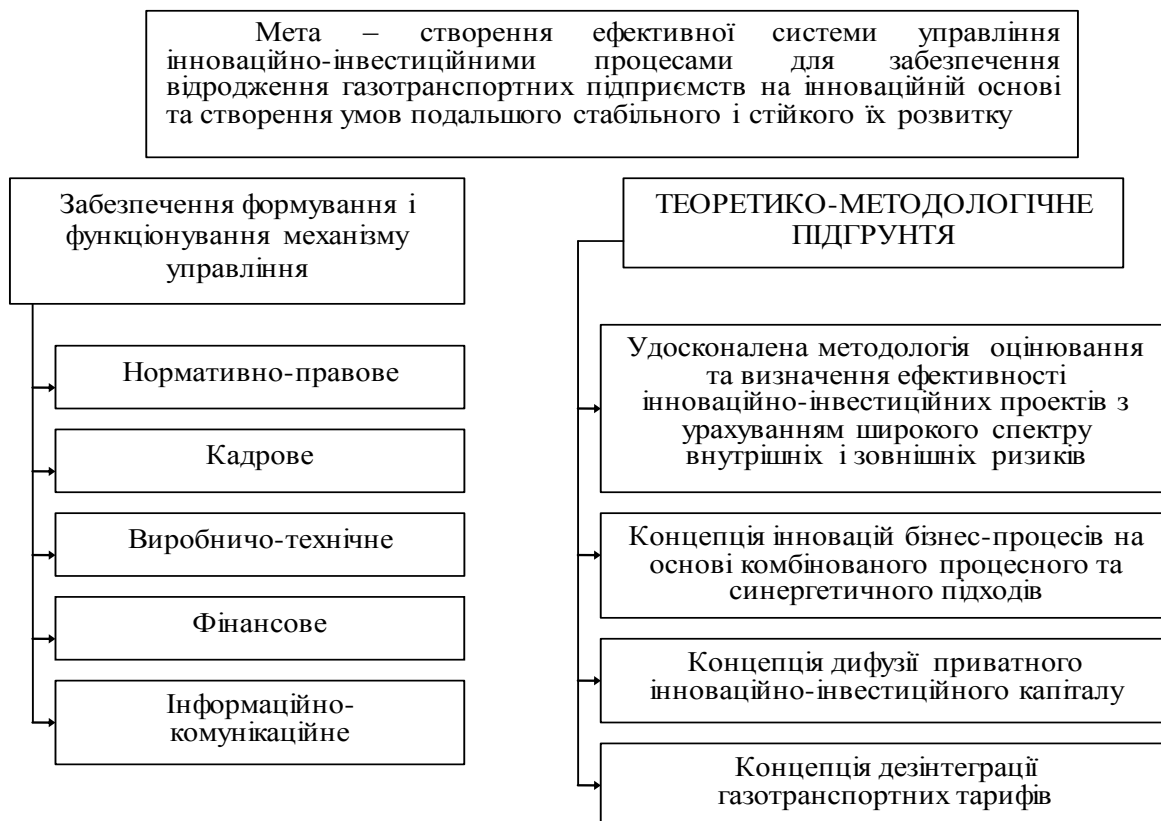 Мета – створення ефективної системи управління
інноваційно-інвестиційними процесами для забезпечення
відродження газотранспортних підприємств на інноваційній основі
та створення умов подальшого стабільного і стійкого їх розвитку
Забезпечення формування і
функціонування механізму
управління
Нормативно-правове
Кадрове
Виробничо-технічне
Фінансове
Інформаційно-
комунікаційне
ТЕОРЕТИКО-МЕТОДОЛОГІЧНЕ
ПІДГРУНТЯ
Удосконалена методологія оцінювання
та визначення ефективності
інноваційно-інвестиційних проектів з
урахуванням широкого спектру
внутрішніх і зовнішніх ризиків
Концепція інновацій бізнес-процесів на
основі комбінованого процесного та
синергетичного підходів
Концепція дифузії приватного
інноваційно-інвестиційного капіталу
Концепція дезінтеграції
газотранспортних тарифів